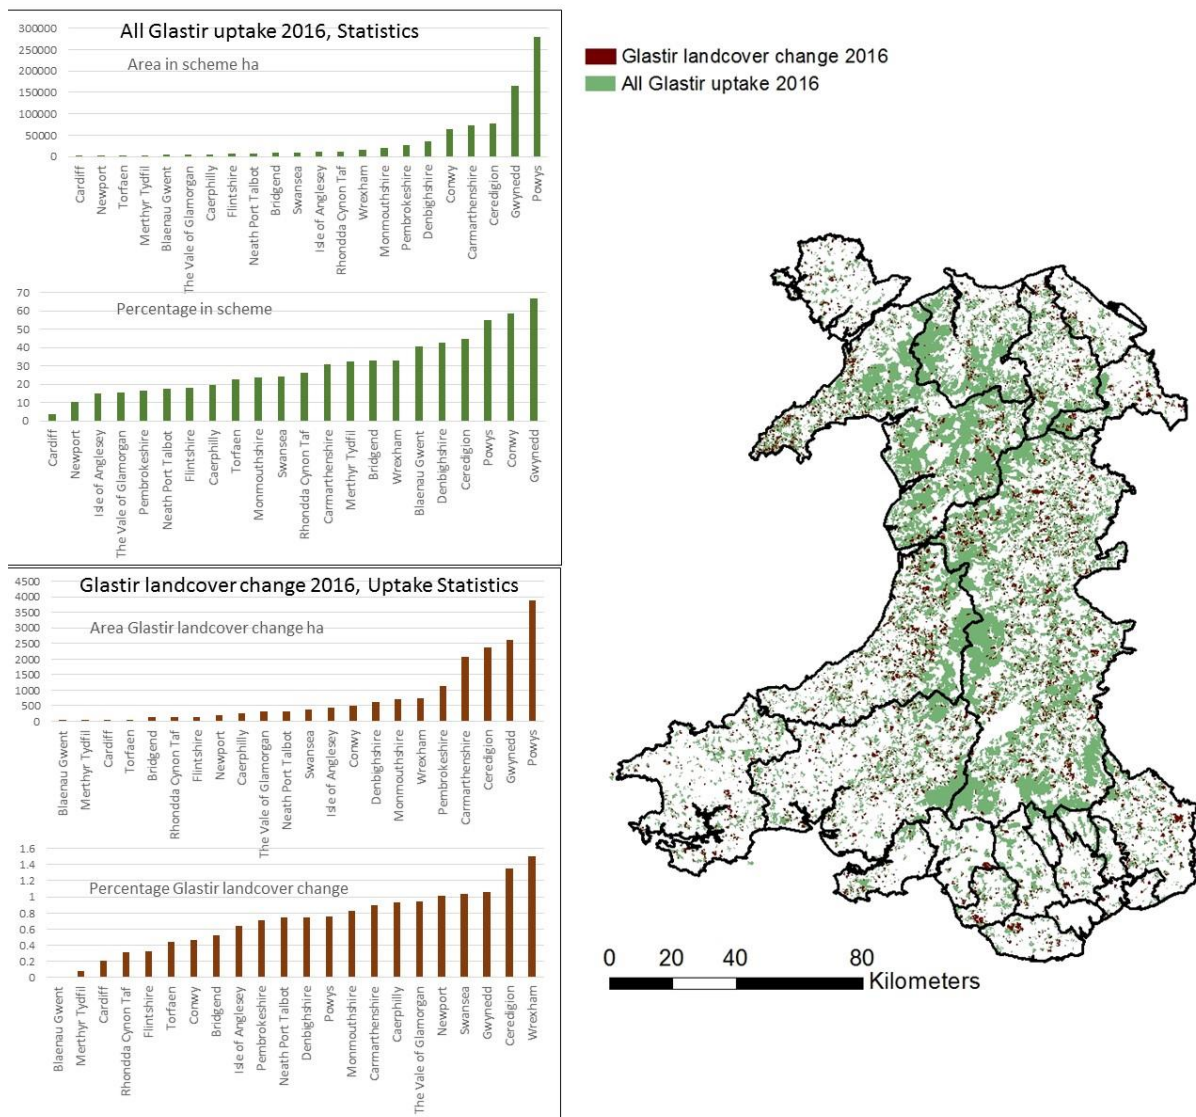 All Glastir uptake 2016, Statistics
Area in scheme ha
300000
250000
200000
150000
100000
50000
0
Cardiff
Newport
Torfaen
Merthyr Tydfil
Blaenau Gwent
The Vale of Glamorgan
Caerphilly
Flintshire
Neath Port Talbot
Bridgend
Swansea
Isle of Anglesey
Rhondda Cynon Taf
Wrexham
Monmouthshire
Pembrokeshire
Denbighshire
Conwy
Carmarthenshire
Ceredigion
Gwynedd
Powys
Percentage in scheme
70
60
50
40
30
20
10
0
Cardiff
Newport
Isle of Anglesey
The Vale of Glamorgan
Pembrokeshire
Neath Port Talbot
Flintshire
Caerphilly
Torfaen
Monmouthshire
Swansea
Rhondda Cynon Taf
Carmarthenshire
Merthyr Tydfil
Bridgend
Wrexham
Blaenau Gwent
Denbighshire
Ceredigion
Powys
Conwy
Gwynedd
Glastir landcover change 2016, Uptake Statistics
Area Glastir landcover change ha
4500
4000
3500
3000
2500
2000
1500
1000
500
0
Blaenau Gwent
Merthyr Tydfil
Cardiff
Torfaen
Bridgend
Rhondda Cynon Taf
Flintshire
Newport
Caerphilly
The Vale of Glamorgan
Neath Port Talbot
Swansea
Isle of Anglesey
Conwy
Denbighshire
Monmouthshire
Wrexham
Pembrokeshire
Carmarthenshire
Ceredigion
Gwynedd
Powys
Percentage Glastir landcover change
1.6
1.4
1.2
1
0.8
0.6
0.4
0.2
0
Blaenau Gwent
Merthyr Tydfil
Cardiff
Rhondda Cynon Taf
Flintshire
Torfaen
Conwy
Bridgend
Isle of Anglesey
Pembrokeshire
Neath Port Talbot
Denbighshire
Powys
Monmouthshire
Carmarthenshire
Caerphilly
The Vale of Glamorgan
Newport
Swansea
Gwynedd
Ceredigion
Wrexham
Glastir landcover change 2016
All Glastir uptake 2016
0 20 40 80
Kilometers